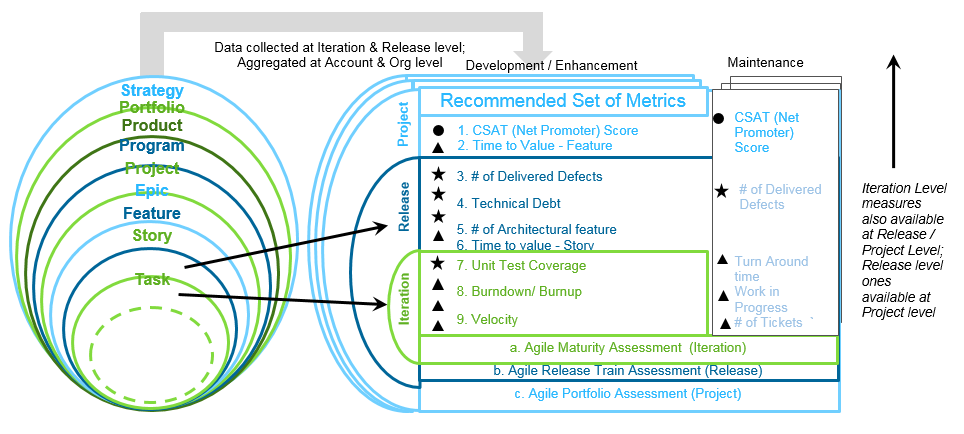 Data collected at Iteration & Release level;
Aggregated at Account & Org level
Strategy
Portfolio
Product
Program
Project
Epic
Feature
Story
Task
Development / Enhancement
Maintenance
Project
Release
Iteration
Recommended Set of Metrics
1. CSAT (Net Promoter) Score
2. Time to Value - Feature
3. # of Delivered Defects
4. Technical Debt
5. # of Architectural feature
6. Time to value - Story
7. Unit Test Coverage
8. Burndown/ Burnup
9. Velocity
a. Agile Maturity Assessment (Iteration)
b. Agile Release Train Assessment (Release)
c. Agile Portfolio Assessment (Project)
CSAT (Net
Promoter)
Score
# of Delivered
Defects
Turn Around
time
Work in
Progress
# of Tickets `
Iteration Level
measures
also available
at Release /
Project Level;
Release level
ones
available at
Project level